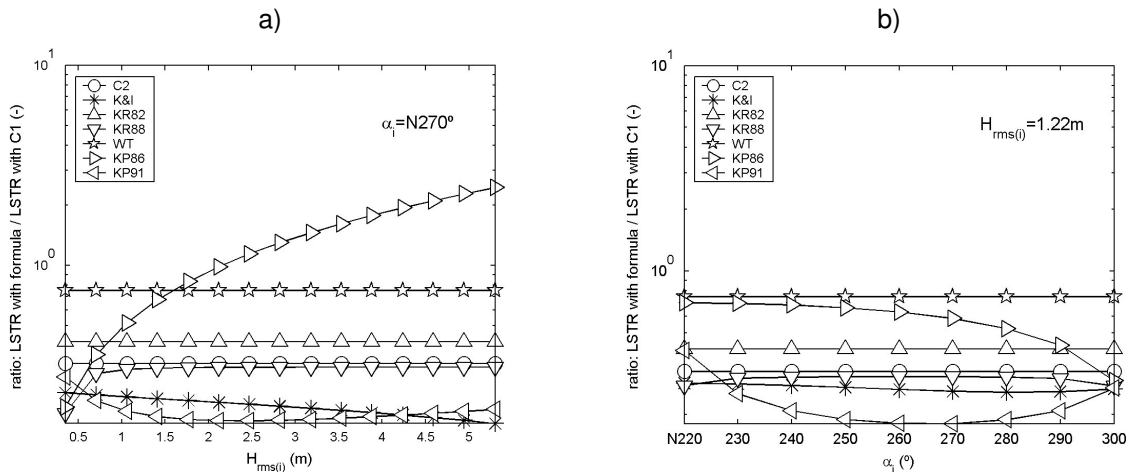 a)
10^1
C2
K&I
KR82
KR88
WT
KP86
KP91
α_i=N270º
10^0
ratio: LSTR with formula / LSTR with C1 (-)
0.5 1 1.5 2 2.5 3 3.5 4 4.5 5
H_rms(i) (m)
b)
10^1
C2
K&I
KR82
KR88
WT
KP86
KP91
H_rms(i)=1.22m
10^0
ratio: LSTR with formula / LSTR with C1 (-)
N220 230 240 250 260 270 280 290 300
α_i (º)